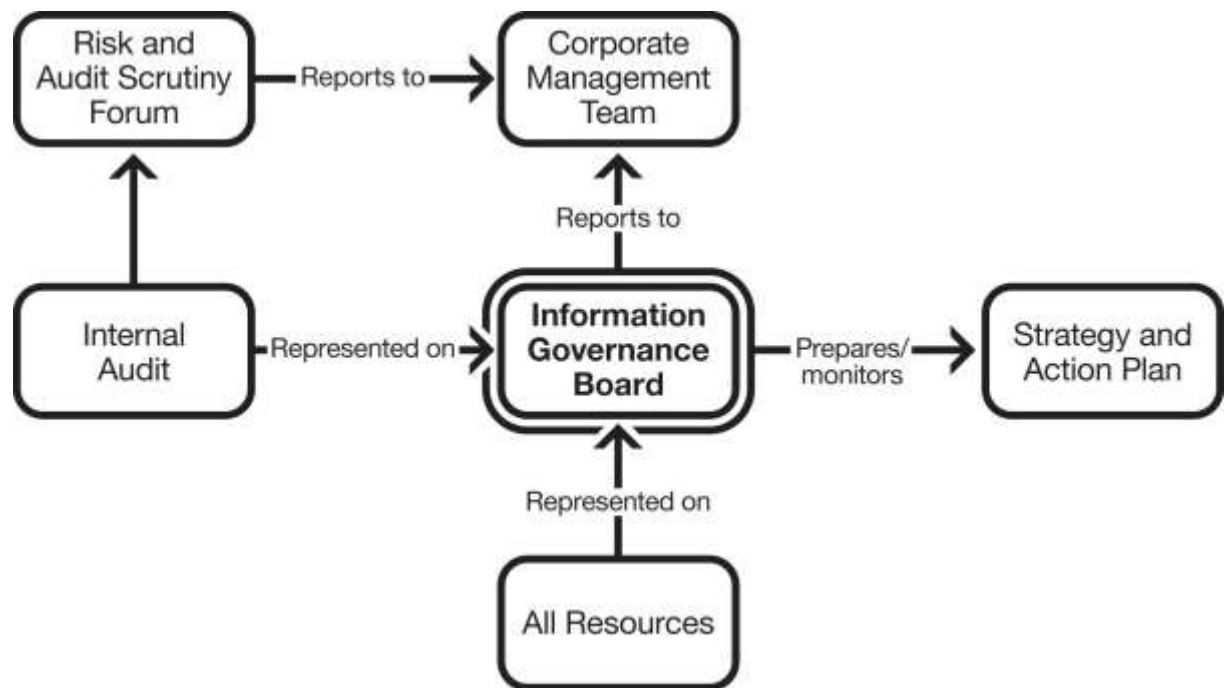 Risk and
Audit Scrutiny
Forum
Reports to
Corporate
Management
Team
Reports to
Internal
Audit
Represented on
Information
Governance
Board
Prepares/
monitors
Strategy and
Action Plan
Represented on
All Resources